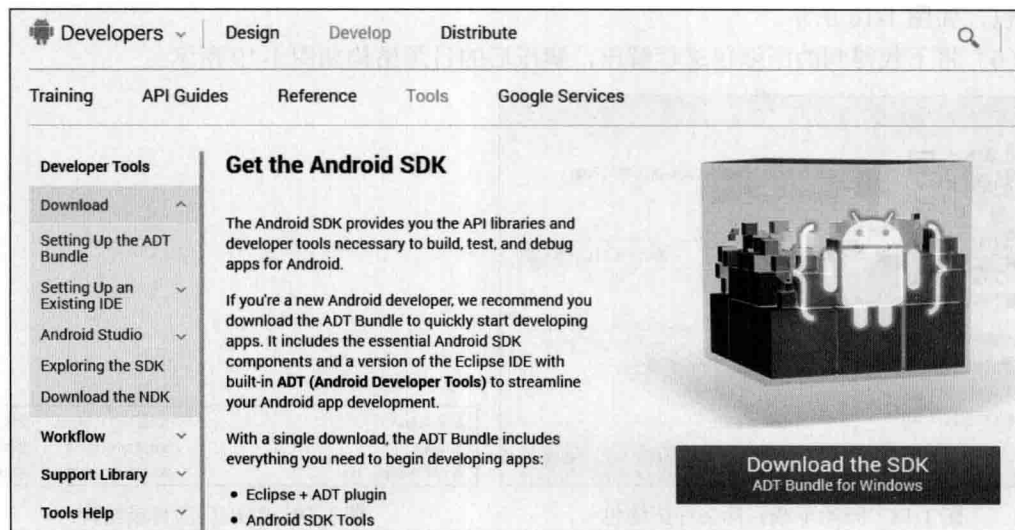 Developers
Design
Develop
Distribute
Training
API Guides
Reference
Tools
Google Services
Developer Tools
Download
Setting Up the ADT
Bundle
Setting Up an
Existing IDE
Android Studio
Exploring the SDK
Download the NDK
Workflow
Support Library
Tools Help
Get the Android SDK
The Android SDK provides you the API libraries and
developer tools necessary to build, test, and debug
apps for Android.
If you're a new Android developer, we recommend you
download the ADT Bundle to quickly start developing
apps. It includes the essential Android SDK
components and a version of the Eclipse IDE with
built-in ADT (Android Developer Tools) to streamline
your Android app development.
With a single download, the ADT Bundle includes
everything you need to begin developing apps:
• Eclipse + ADT plugin
• Android SDK Tools
{ }
Download the SDK
ADT Bundle for Windows